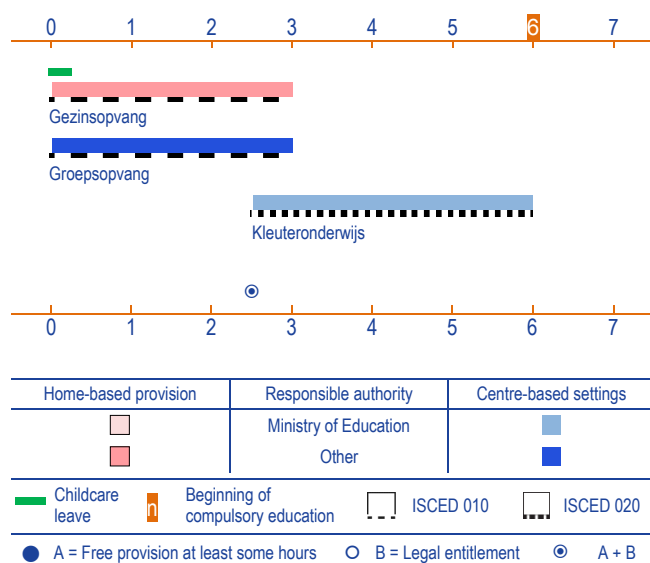 0 1 2 3 4 5 6 7
Gezinsopvang
Groepsopvang
Kleuteronderwijs
0 1 2 3 4 5 6 7
Home-based provision Responsible authority Centre-based settings
Ministry of Education
Other
Childcare leave n Beginning of compulsory education ISCED 010 ISCED 020
A = Free provision at least some hours B = Legal entitlement A + B